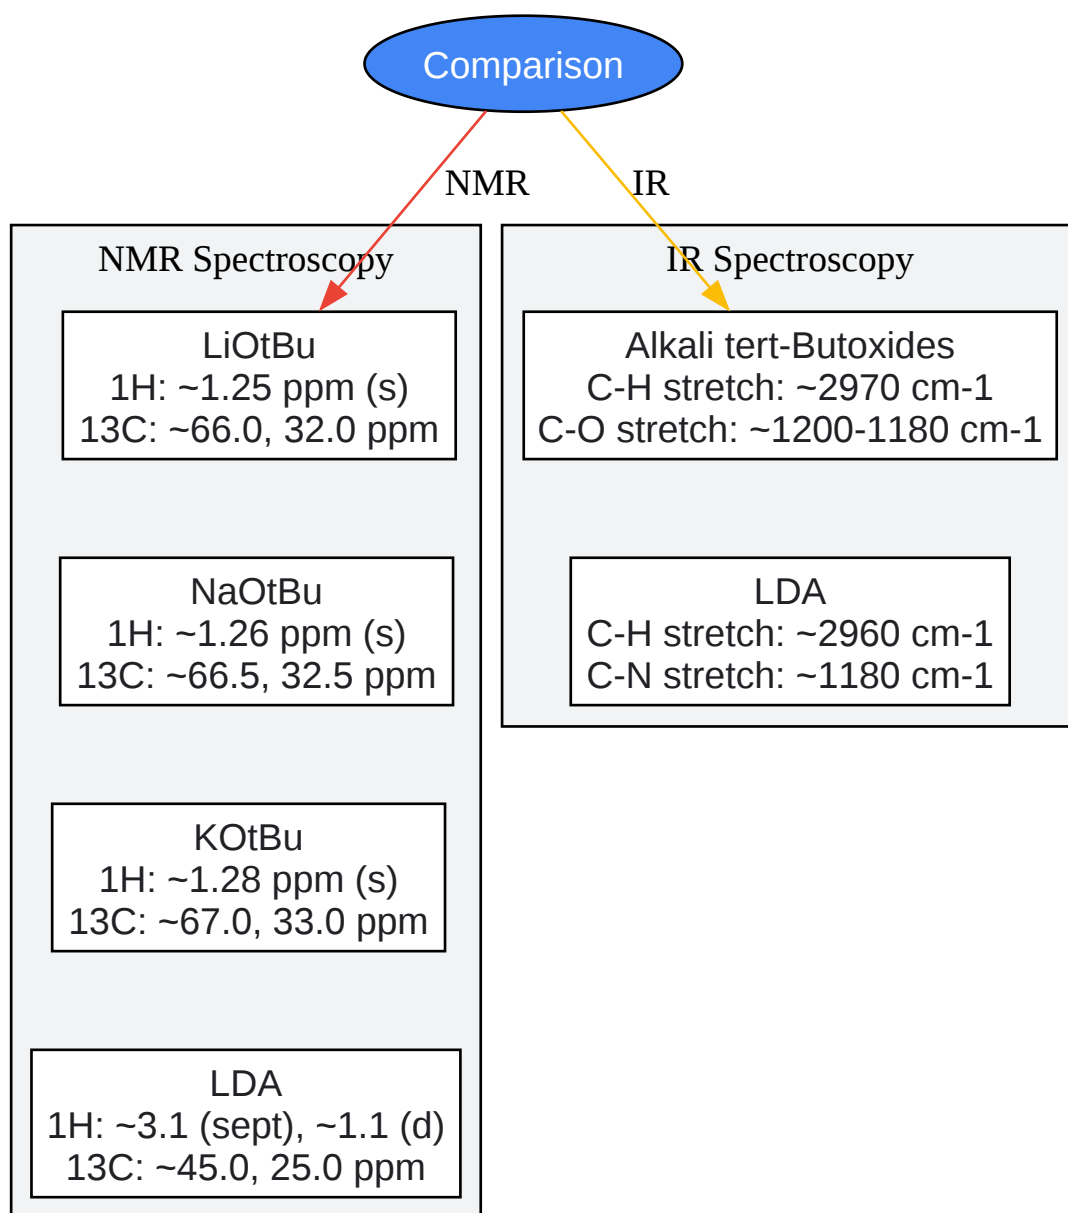 Comparison
NMR
IR
NMR Spectroscopy
LiOtBu
1H: ~1.25 ppm (s)
13C: ~66.0, 32.0 ppm
NaOtBu
1H: ~1.26 ppm (s)
13C: ~66.5, 32.5 ppm
KOtBu
1H: ~1.28 ppm (s)
13C: ~67.0, 33.0 ppm
LDA
1H: ~3.1 (sept), ~1.1 (d)
13C: ~45.0, 25.0 ppm
IR Spectroscopy
Alkali tert-Butoxides
C-H stretch: ~2970 cm-1
C-O stretch: ~1200-1180 cm-1
LDA
C-H stretch: ~2960 cm-1
C-N stretch: ~1180 cm-1